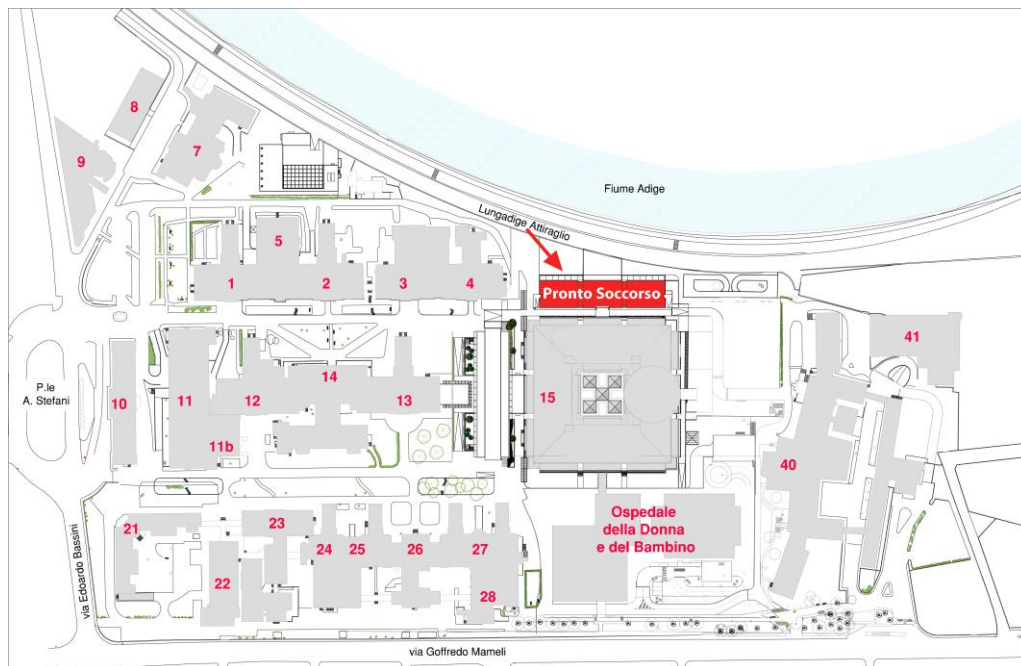 8
9
7
Fiume Adige
Lungadige Attiraglio
5
1
2
3
4
Pronto Soccorso
41
P.le
A. Stefani
10
11
12
14
13
15
11b
40
Ospedale
della Donna
e del Bambino
21
23
24
25
26
27
22
28
via Edoardo Bassini
via Goffredo Mameli